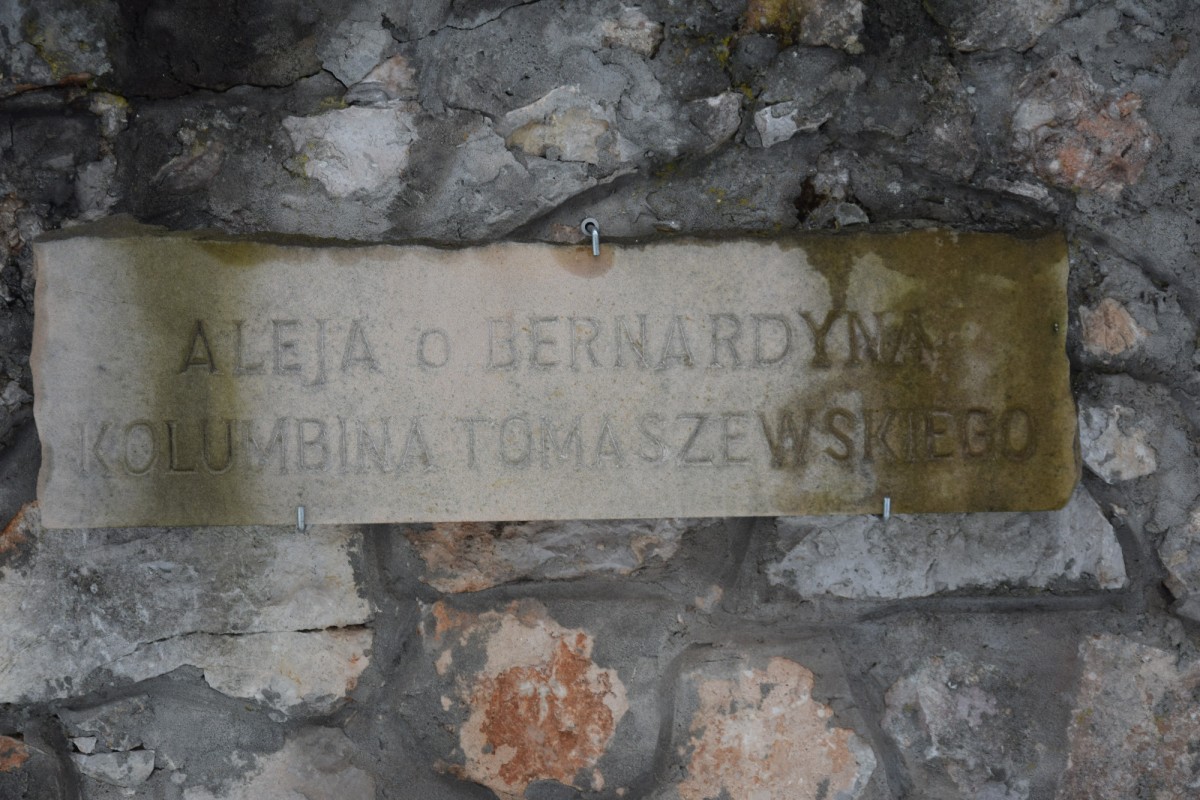 ALEJA o BERNARDYNA
KOLUMBINA TOMASZEWSKIEGO